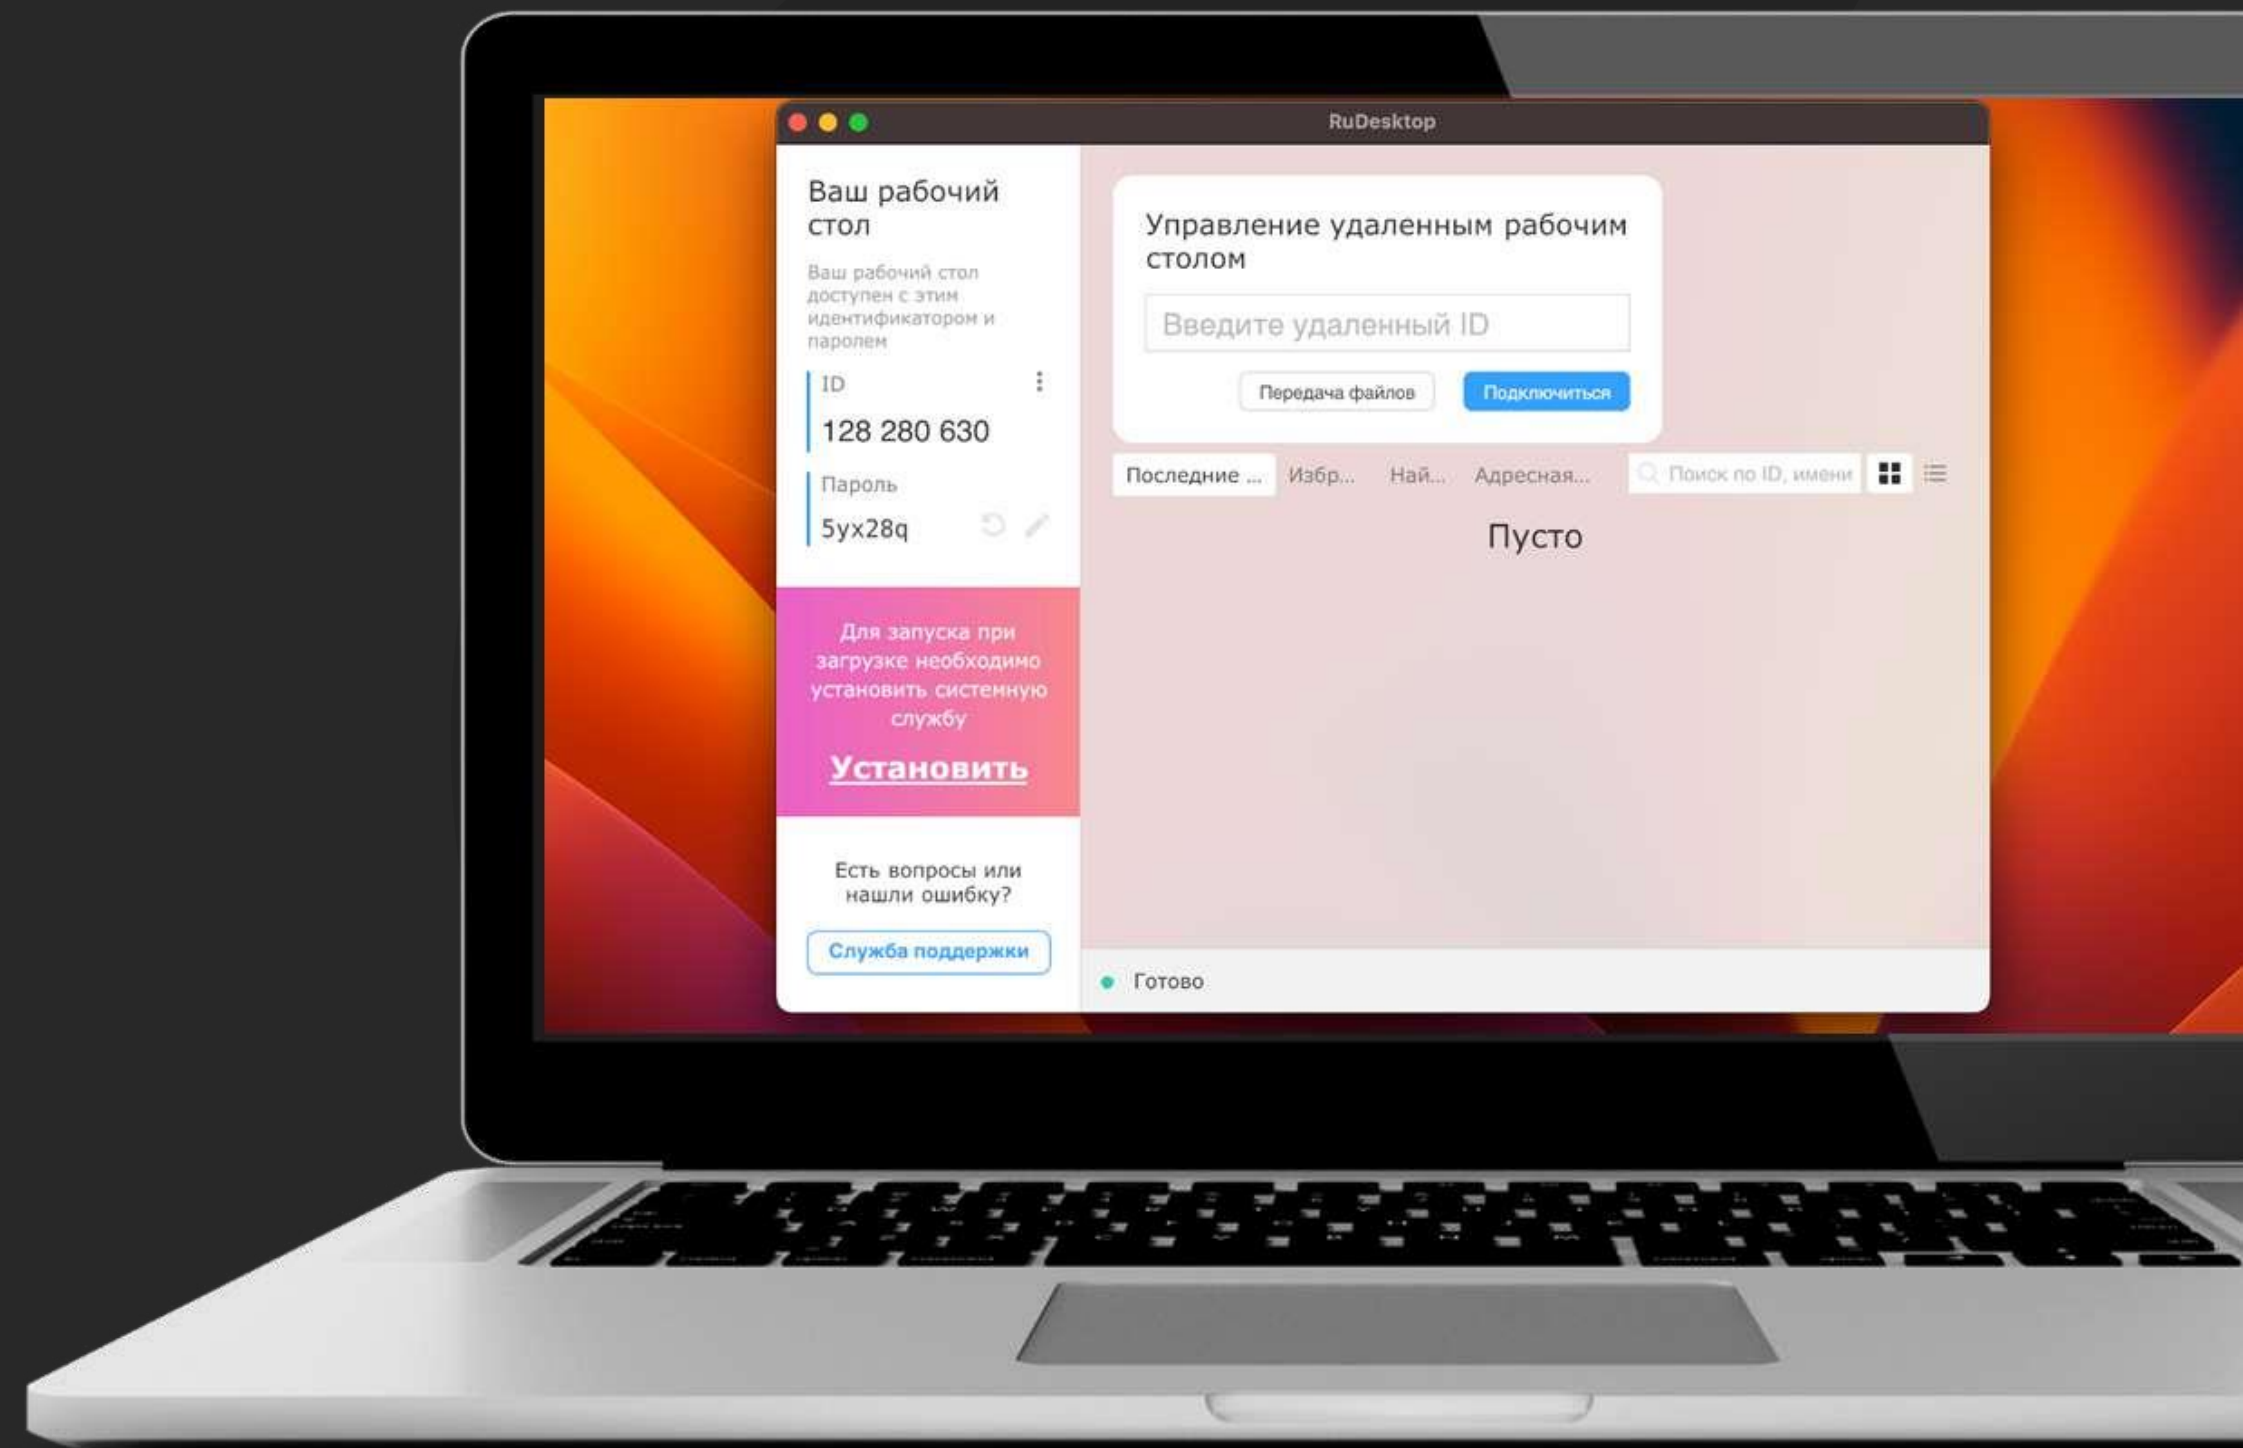 RuDesktop
Ваш рабочий
стол
Ваш рабочий стол
доступен с этим
идентификатором и
паролем
ID
128 280 630
Пароль
5yx28q
Для запуска при
загрузке необходимо
установить системную
службу
Установить
Есть вопросы или
нашли ошибку?
Служба поддержки
Управление удаленным рабочим
столом
Введите удаленный ID
Передача файлов
Подключиться
Последние ...
Избр...
Най...
Адресная...
Поиск по ID, имени
Пусто
Готово